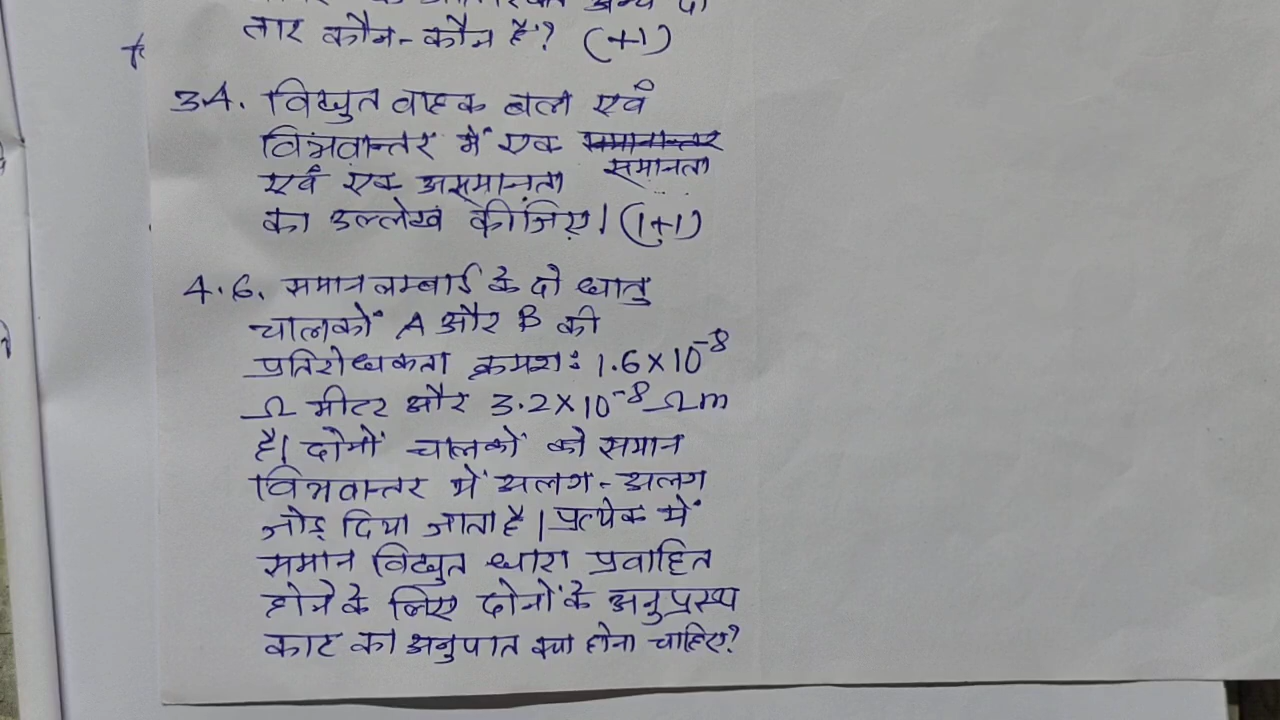 तार कौन-कौन है? (+1)
3.4. विद्युत वाहक बल एवं
विभवान्तर में एक समानान्तर
समानता
एवं एक असमानता
का उल्लेख कीजिए। (1+1)
4.6. समान लम्बाई के दो धातु
चालकों A और B की
प्रतिरोधकता क्रमश: 1.6×10⁻⁸
Ω मीटर और 3.2×10⁻⁸ Ωm
है। दोनों चालकों को समान
विभवान्तर में अलग-अलग
जोड़ दिया जाता है। प्रत्येक में
समान विद्युत धारा प्रवाहित
होने के लिए दोनों के अनुप्रस्थ
काट का अनुपात क्या होना चाहिए?